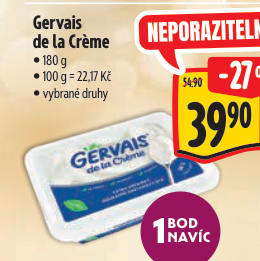 Gervais
de la Crème
• 180 g
• 100 g = 22,17 Kč
• vybrané druhy
NEPORAZITELN
54,90
-27
39 90
GERVAIS
de la Crème
1 BOD
NAVÍC